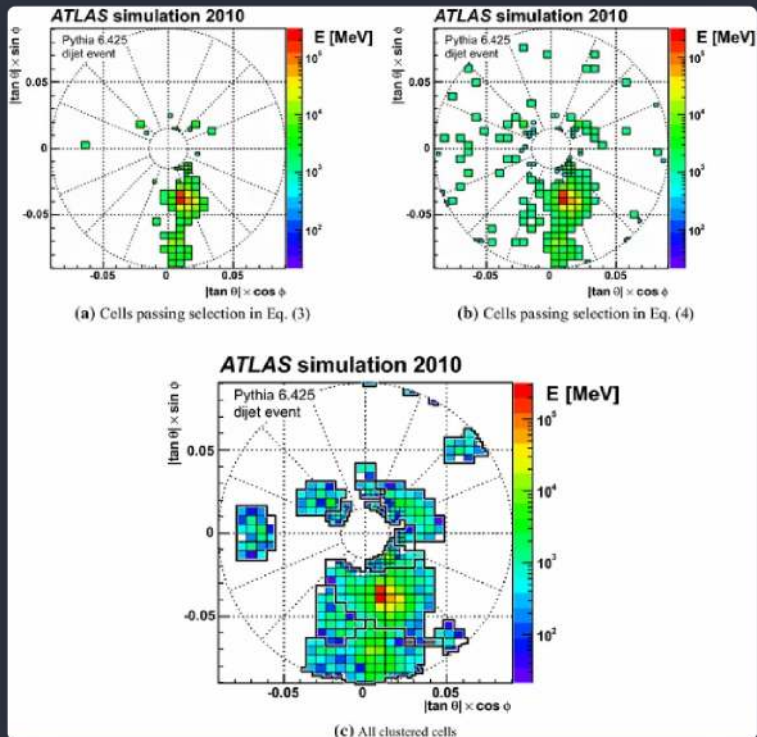 ATLAS simulation 2010
Pythia 6.425
dijet event
E [MeV]
|tan θ| × sin ϕ
0.05
0
-0.05
-0.05
0
0.05
|tan θ| × cos ϕ
10⁵
10⁴
10³
10²
(a) Cells passing selection in Eq. (3)
ATLAS simulation 2010
Pythia 6.425
dijet event
E [MeV]
|tan θ| × sin ϕ
0.05
0
-0.05
-0.05
0
0.05
|tan θ| × cos ϕ
10⁵
10⁴
10³
10²
(b) Cells passing selection in Eq. (4)
ATLAS simulation 2010
Pythia 6.425
dijet event
E [MeV]
|tan θ| × sin ϕ
0.05
0
-0.05
-0.05
0
0.05
|tan θ| × cos ϕ
10⁵
10⁴
10³
10²
(c) All clustered cells